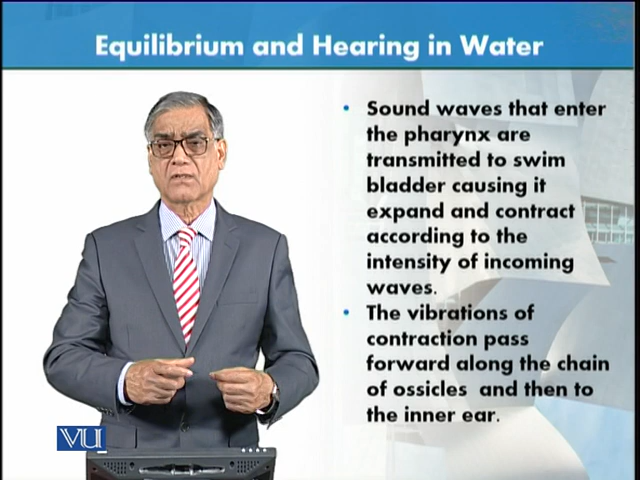 Equilibrium and Hearing in Water
• Sound waves that enter
the pharynx are
transmitted to swim
bladder causing it
expand and contract
according to the
intensity of incoming
waves.
• The vibrations of
contraction pass
forward along the chain
of ossicles and then to
the inner ear.
VU